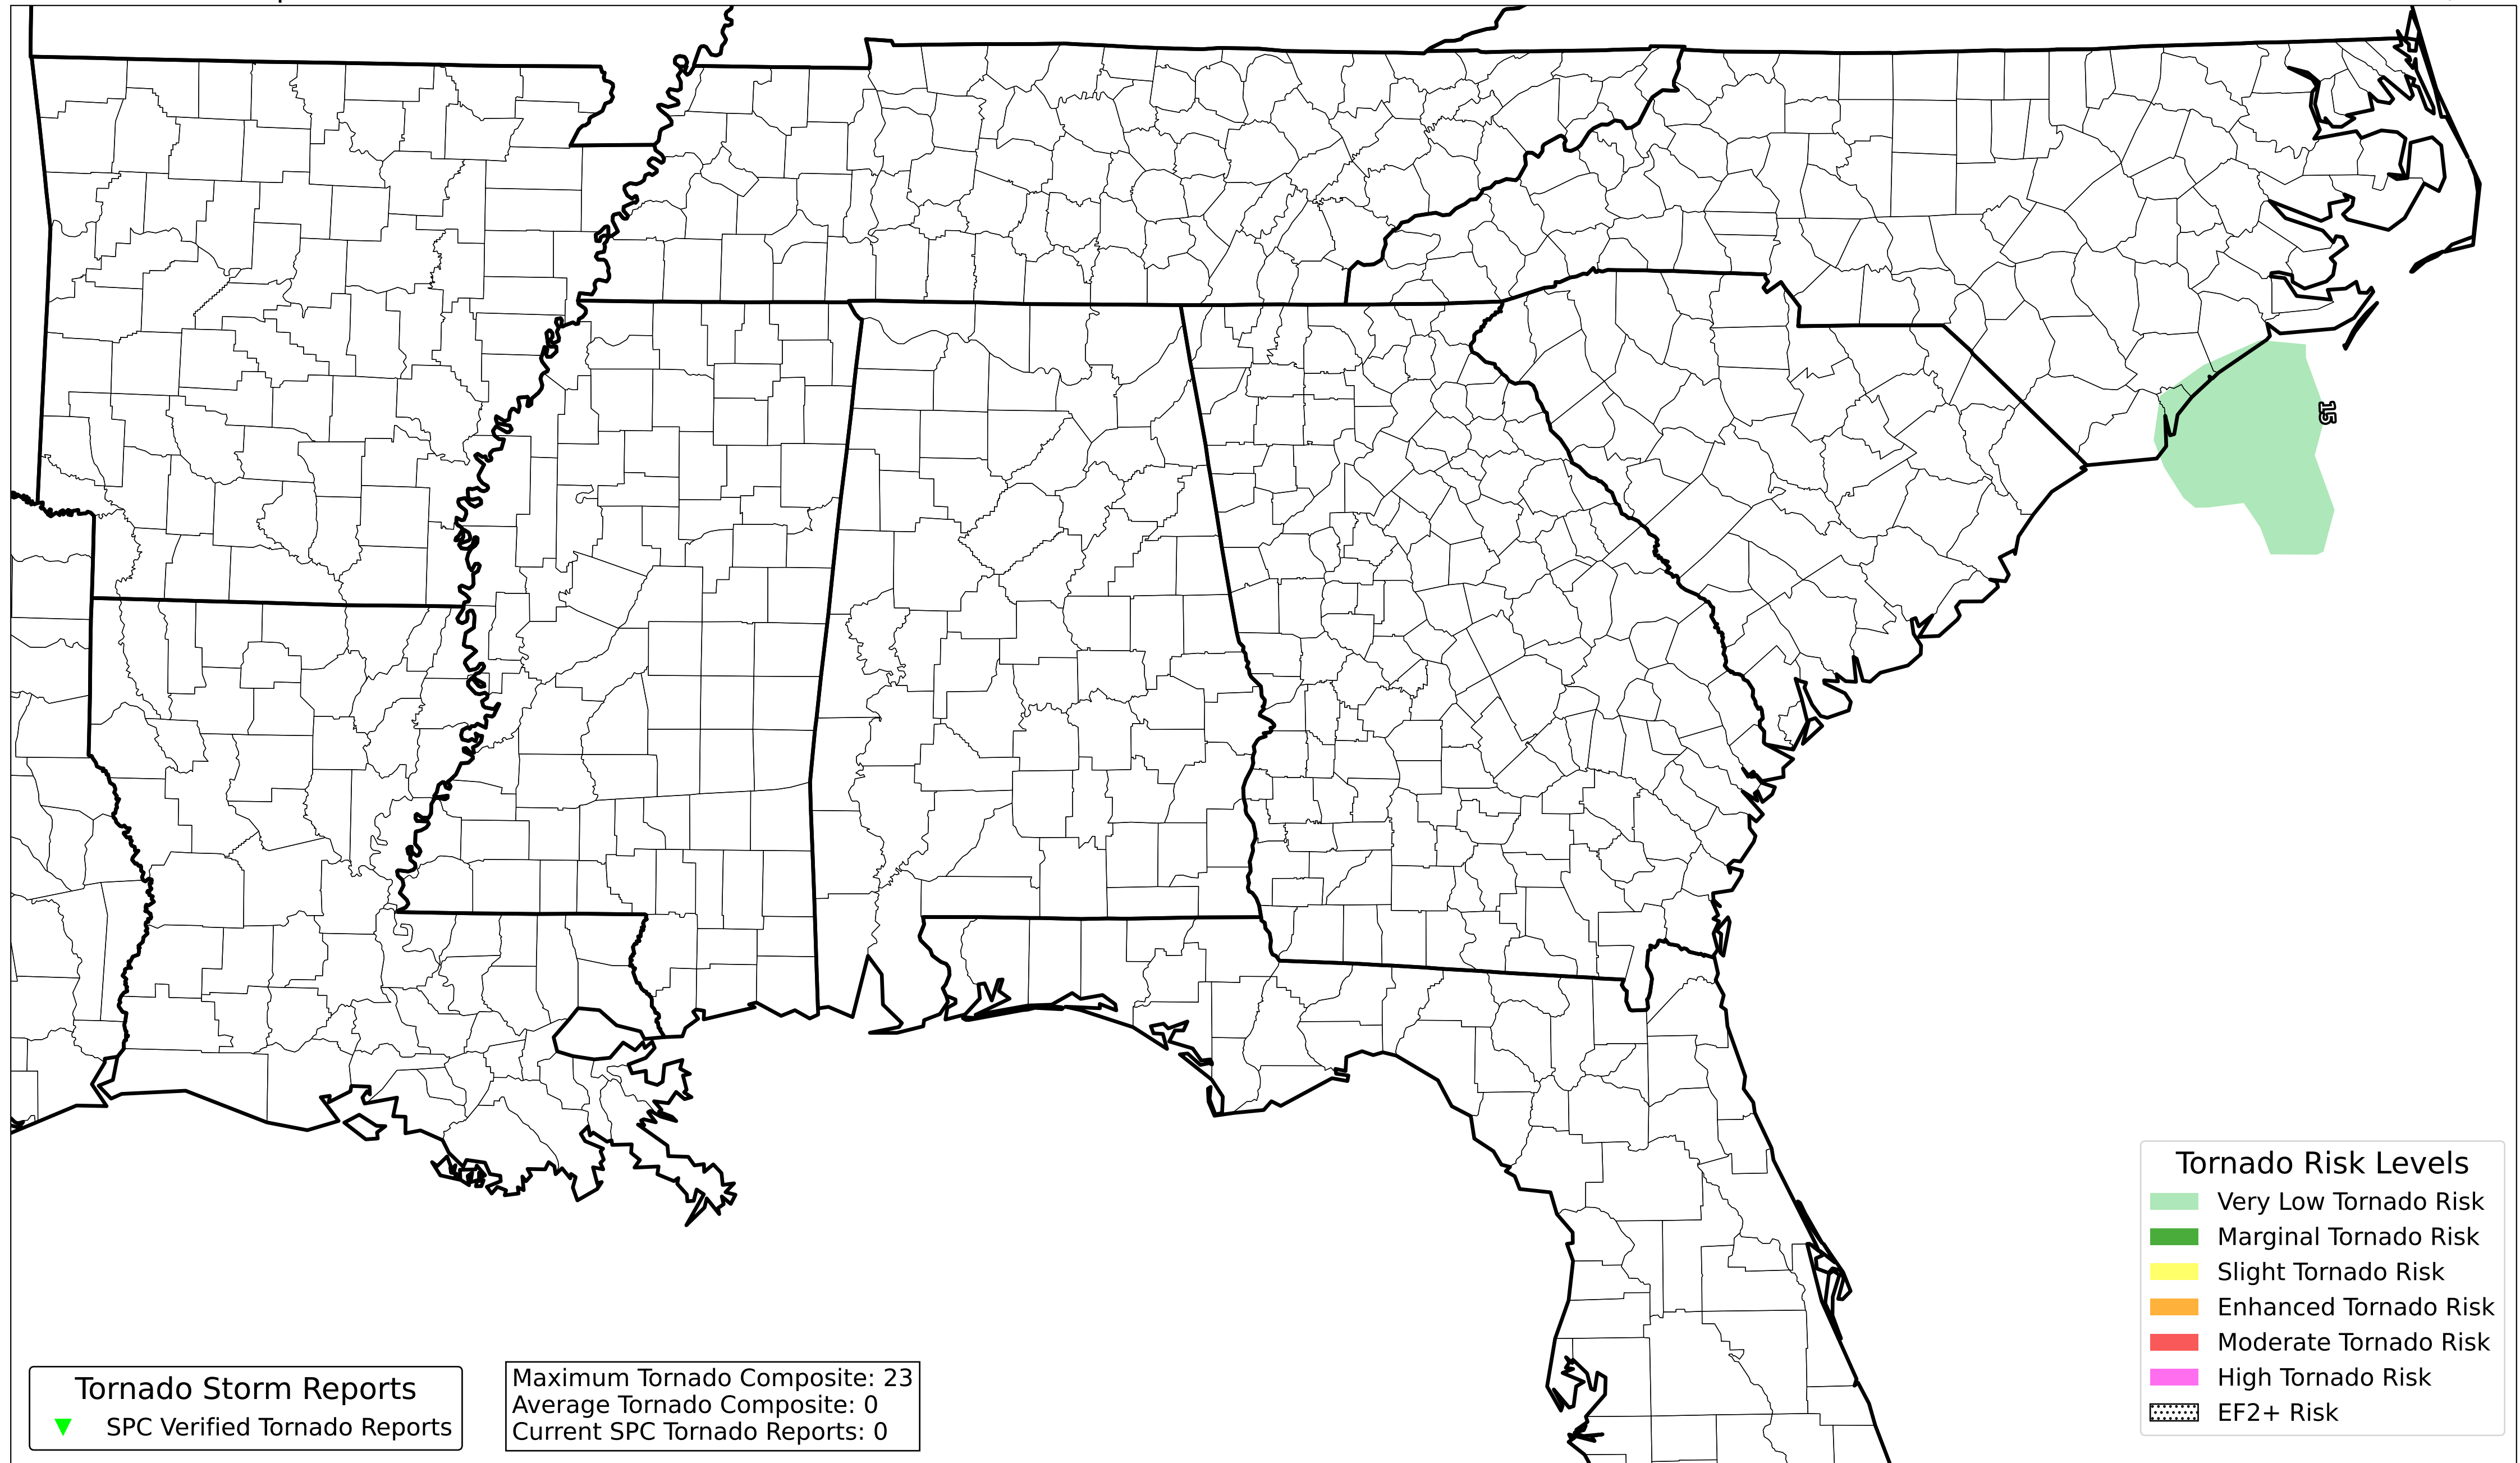 15
Tornado Risk Levels
Very Low Tornado Risk
Marginal Tornado Risk
Slight Tornado Risk
Enhanced Tornado Risk
Moderate Tornado Risk
High Tornado Risk
EF2+ Risk
Tornado Storm Reports
SPC Verified Tornado Reports
Maximum Tornado Composite: 23
Average Tornado Composite: 0
Current SPC Tornado Reports: 0